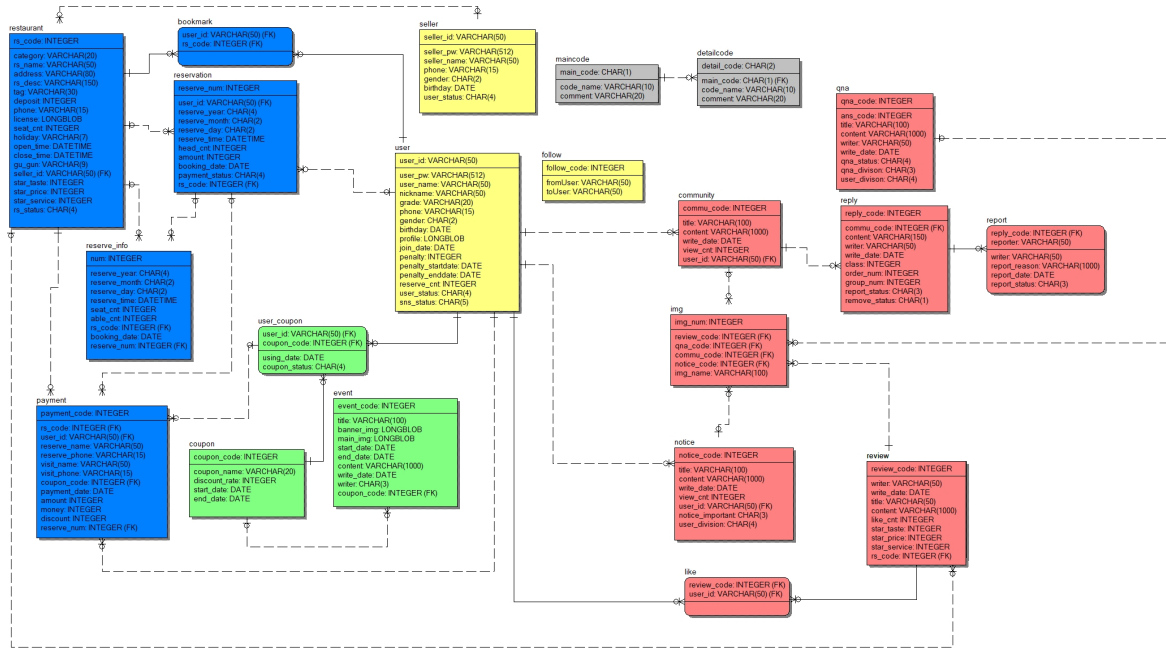 restaurant
rs_code: INTEGER
category: VARCHAR(20)
rs_name: VARCHAR(50)
address: VARCHAR(80)
rs_desc: VARCHAR(150)
tag: VARCHAR(30)
deposit: INTEGER
phone: VARCHAR(15)
license: LONGBLOB
seat_cnt: INTEGER
holiday: VARCHAR(7)
open_time: DATETIME
close_time: DATETIME
gu_gun: VARCHAR(9)
seller_id: VARCHAR(50) (FK)
star_taste: INTEGER
star_price: INTEGER
star_service: INTEGER
rs_status: CHAR(4)
bookmark
user_id: VARCHAR(50) (FK)
rs_code: INTEGER (FK)
reservation
reserve_num: INTEGER
user_id: VARCHAR(50) (FK)
reserve_year: CHAR(4)
reserve_month: CHAR(2)
reserve_day: CHAR(2)
reserve_time: DATETIME
head_cnt: INTEGER
amount: INTEGER
booking_date: DATE
payment_status: CHAR(4)
rs_code: INTEGER (FK)
seller
seller_id: VARCHAR(50)
seller_pw: VARCHAR(512)
seller_name: VARCHAR(50)
phone: VARCHAR(15)
gender: CHAR(2)
birthday: DATE
user_status: CHAR(4)
maincode
main_code: CHAR(1)
code_name: VARCHAR(10)
comment: VARCHAR(20)
detailcode
detail_code: CHAR(2)
main_code: CHAR(1) (FK)
code_name: VARCHAR(10)
comment: VARCHAR(20)
qna
qna_code: INTEGER
ans_code: INTEGER
title: VARCHAR(100)
content: VARCHAR(1000)
writer: VARCHAR(50)
write_date: DATE
qna_status: CHAR(4)
qna_divison: CHAR(3)
user_divison: CHAR(4)
user
user_id: VARCHAR(50)
user_pw: VARCHAR(512)
user_name: VARCHAR(50)
nickname: VARCHAR(50)
grade: VARCHAR(20)
phone: VARCHAR(15)
gender: CHAR(2)
birthday: DATE
profile: LONGBLOB
join_date: DATE
penalty: INTEGER
penalty_startdate: DATE
penalty_enddate: DATE
reserve_cnt: INTEGER
user_status: CHAR(4)
sns_status: CHAR(5)
follow
follow_code: INTEGER
fromUser: VARCHAR(50)
toUser: VARCHAR(50)
community
commu_code: INTEGER
title: VARCHAR(100)
content: VARCHAR(1000)
write_date: DATE
view_cnt: INTEGER
user_id: VARCHAR(50) (FK)
reply
reply_code: INTEGER
commu_code: INTEGER (FK)
content: VARCHAR(150)
writer: VARCHAR(50)
write_date: DATE
class: INTEGER
order_num: INTEGER
group_num: INTEGER
report_status: CHAR(3)
remove_status: CHAR(1)
report
reply_code: INTEGER (FK)
reporter: VARCHAR(50)
writer: VARCHAR(50)
report_reason: VARCHAR(1000)
report_date: DATE
report_status: CHAR(3)
reserve_info
num: INTEGER
reserve_year: CHAR(4)
reserve_month: CHAR(2)
reserve_day: CHAR(2)
reserve_time: DATETIME
seat_cnt: INTEGER
able_cnt: INTEGER
rs_code: INTEGER (FK)
booking_date: DATE
reserve_num: INTEGER (FK)
user_coupon
user_id: VARCHAR(50) (FK)
coupon_code: INTEGER (FK)
using_date: DATE
coupon_status: CHAR(4)
img
img_num: INTEGER
review_code: INTEGER (FK)
qna_code: INTEGER (FK)
commu_code: INTEGER (FK)
notice_code: INTEGER (FK)
img_name: VARCHAR(100)
payment
payment_code: INTEGER
rs_code: INTEGER (FK)
user_id: VARCHAR(50) (FK)
reserve_name: VARCHAR(50)
reserve_phone: VARCHAR(15)
visit_name: VARCHAR(50)
visit_phone: VARCHAR(15)
coupon_code: INTEGER (FK)
payment_date: DATE
amount: INTEGER
money: INTEGER
discount: INTEGER
reserve_num: INTEGER (FK)
coupon
coupon_code: INTEGER
coupon_name: VARCHAR(20)
discount_rate: INTEGER
start_date: DATE
end_date: DATE
event
event_code: INTEGER
title: VARCHAR(100)
banner_img: LONGBLOB
main_img: LONGBLOB
start_date: DATE
end_date: DATE
content: VARCHAR(1000)
write_date: DATE
writer: CHAR(3)
coupon_code: INTEGER (FK)
notice
notice_code: INTEGER
title: VARCHAR(100)
content: VARCHAR(1000)
write_date: DATE
view_cnt: INTEGER
user_id: VARCHAR(50) (FK)
notice_important: CHAR(3)
user_division: CHAR(4)
review
review_code: INTEGER
writer: VARCHAR(50)
write_date: DATE
title: VARCHAR(50)
content: VARCHAR(1000)
like_cnt: INTEGER
star_taste: INTEGER
star_price: INTEGER
star_service: INTEGER
rs_code: INTEGER (FK)
like
review_code: INTEGER (FK)
user_id: VARCHAR(50) (FK)